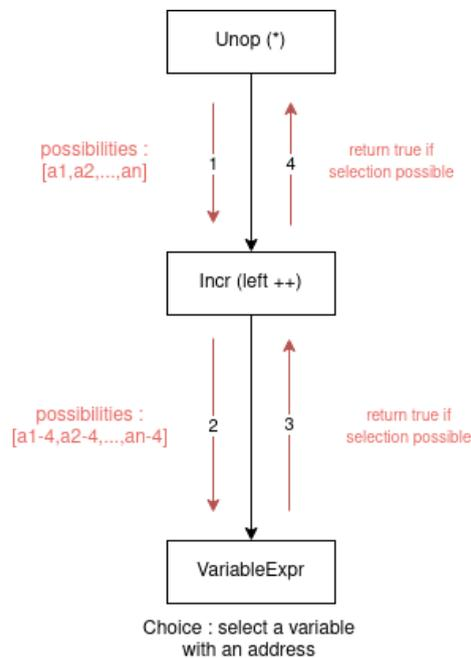 Unop (*)
possibilities :
[a1,a2,...,an]
1
4
return true if
selection possible
Incr (left ++)
possibilities :
[a1-4,a2-4,...,an-4]
2
3
return true if
selection possible
VariableExpr
Choice : select a variable
with an address